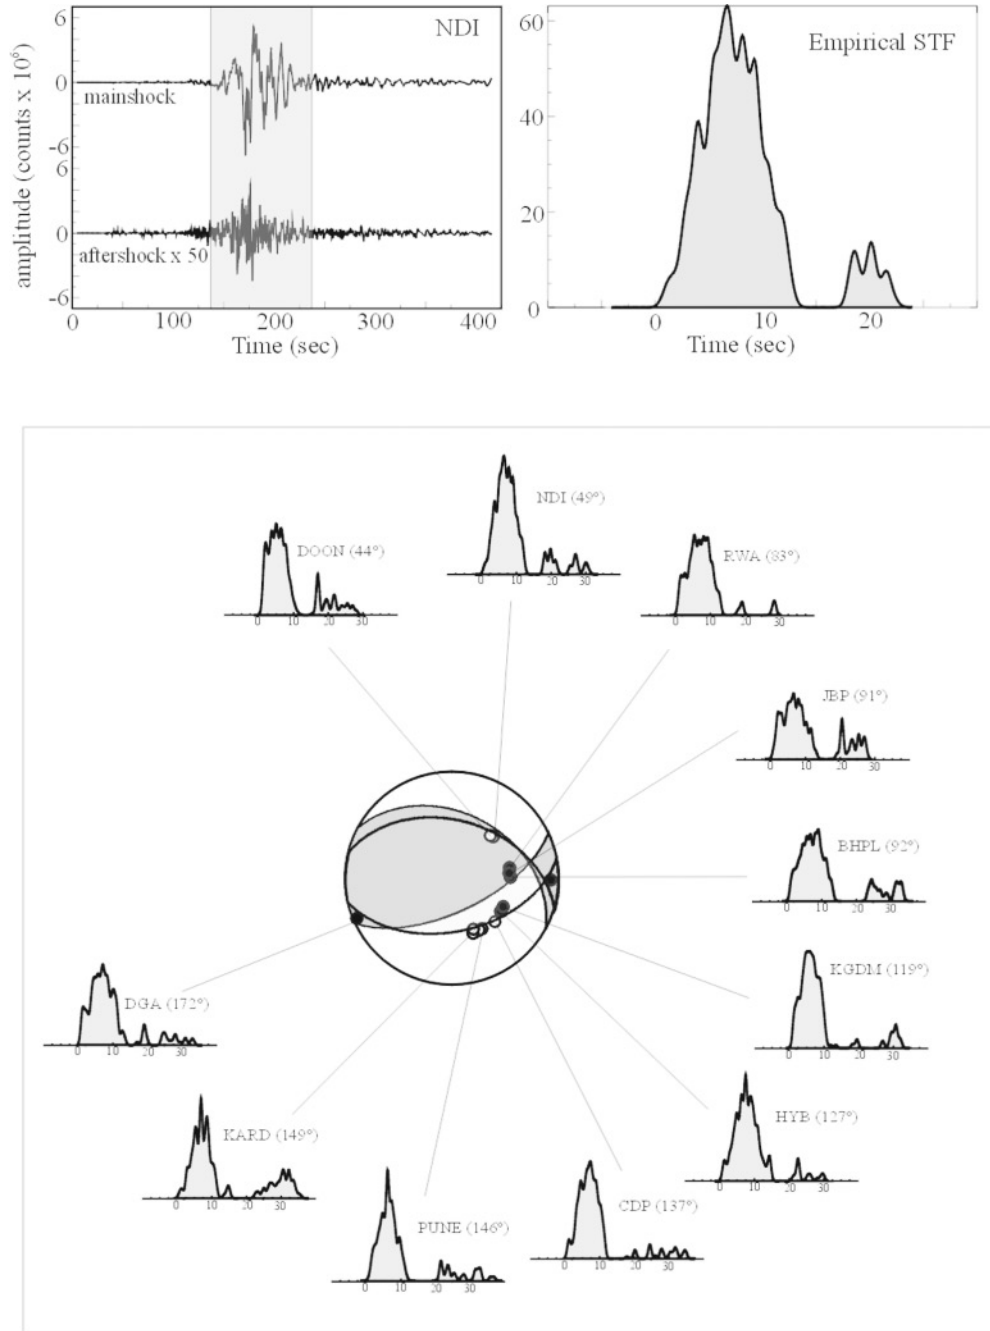 NDI
mainshock
aftershock x 50
amplitude (counts x 10⁶)
6
0
-6
6
0
-6
0 100 200 300 400
Time (sec)
Empirical STF
60
40
20
0
0 10 20
Time (sec)
NDI (49°)
0 10 20 30
DOON (44°)
0 10 20 30
RWA (83°)
0 10 20 30
JBP (91°)
0 10 20 30
BHPL (92°)
0 10 20 30
KGDM (119°)
0 10 20 30
DGA (172°)
0 10 20 30
HYB (127°)
0 10 20 30
KARD (149°)
0 10 20 30
CDP (137°)
0 10 20 30
PUNE (146°)
0 10 20 30